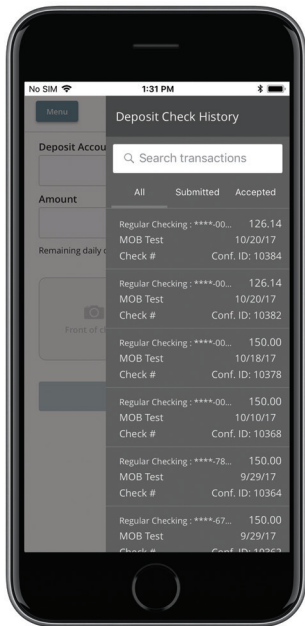 No SIM 1:31 PM
Menu
Deposit Check History
Deposit Accou
Search transactions
All Submitted Accepted
Amount
Regular Checking : ****-00... 126.14
MOB Test 10/20/17
Remaining daily d
Check # Conf. ID: 10384
Regular Checking : ****-00... 126.14
MOB Test 10/20/17
Check # Conf. ID: 10382
Front of ch
Regular Checking : ****-00... 150.00
MOB Test 10/18/17
Check # Conf. ID: 10378
Regular Checking : ****-00... 150.00
MOB Test 10/10/17
Check # Conf. ID: 10368
Regular Checking : ****-78... 150.00
MOB Test 9/29/17
Check # Conf. ID: 10364
Regular Checking : ****-67... 150.00
MOB Test 9/29/17
Check # Conf. ID: 10362